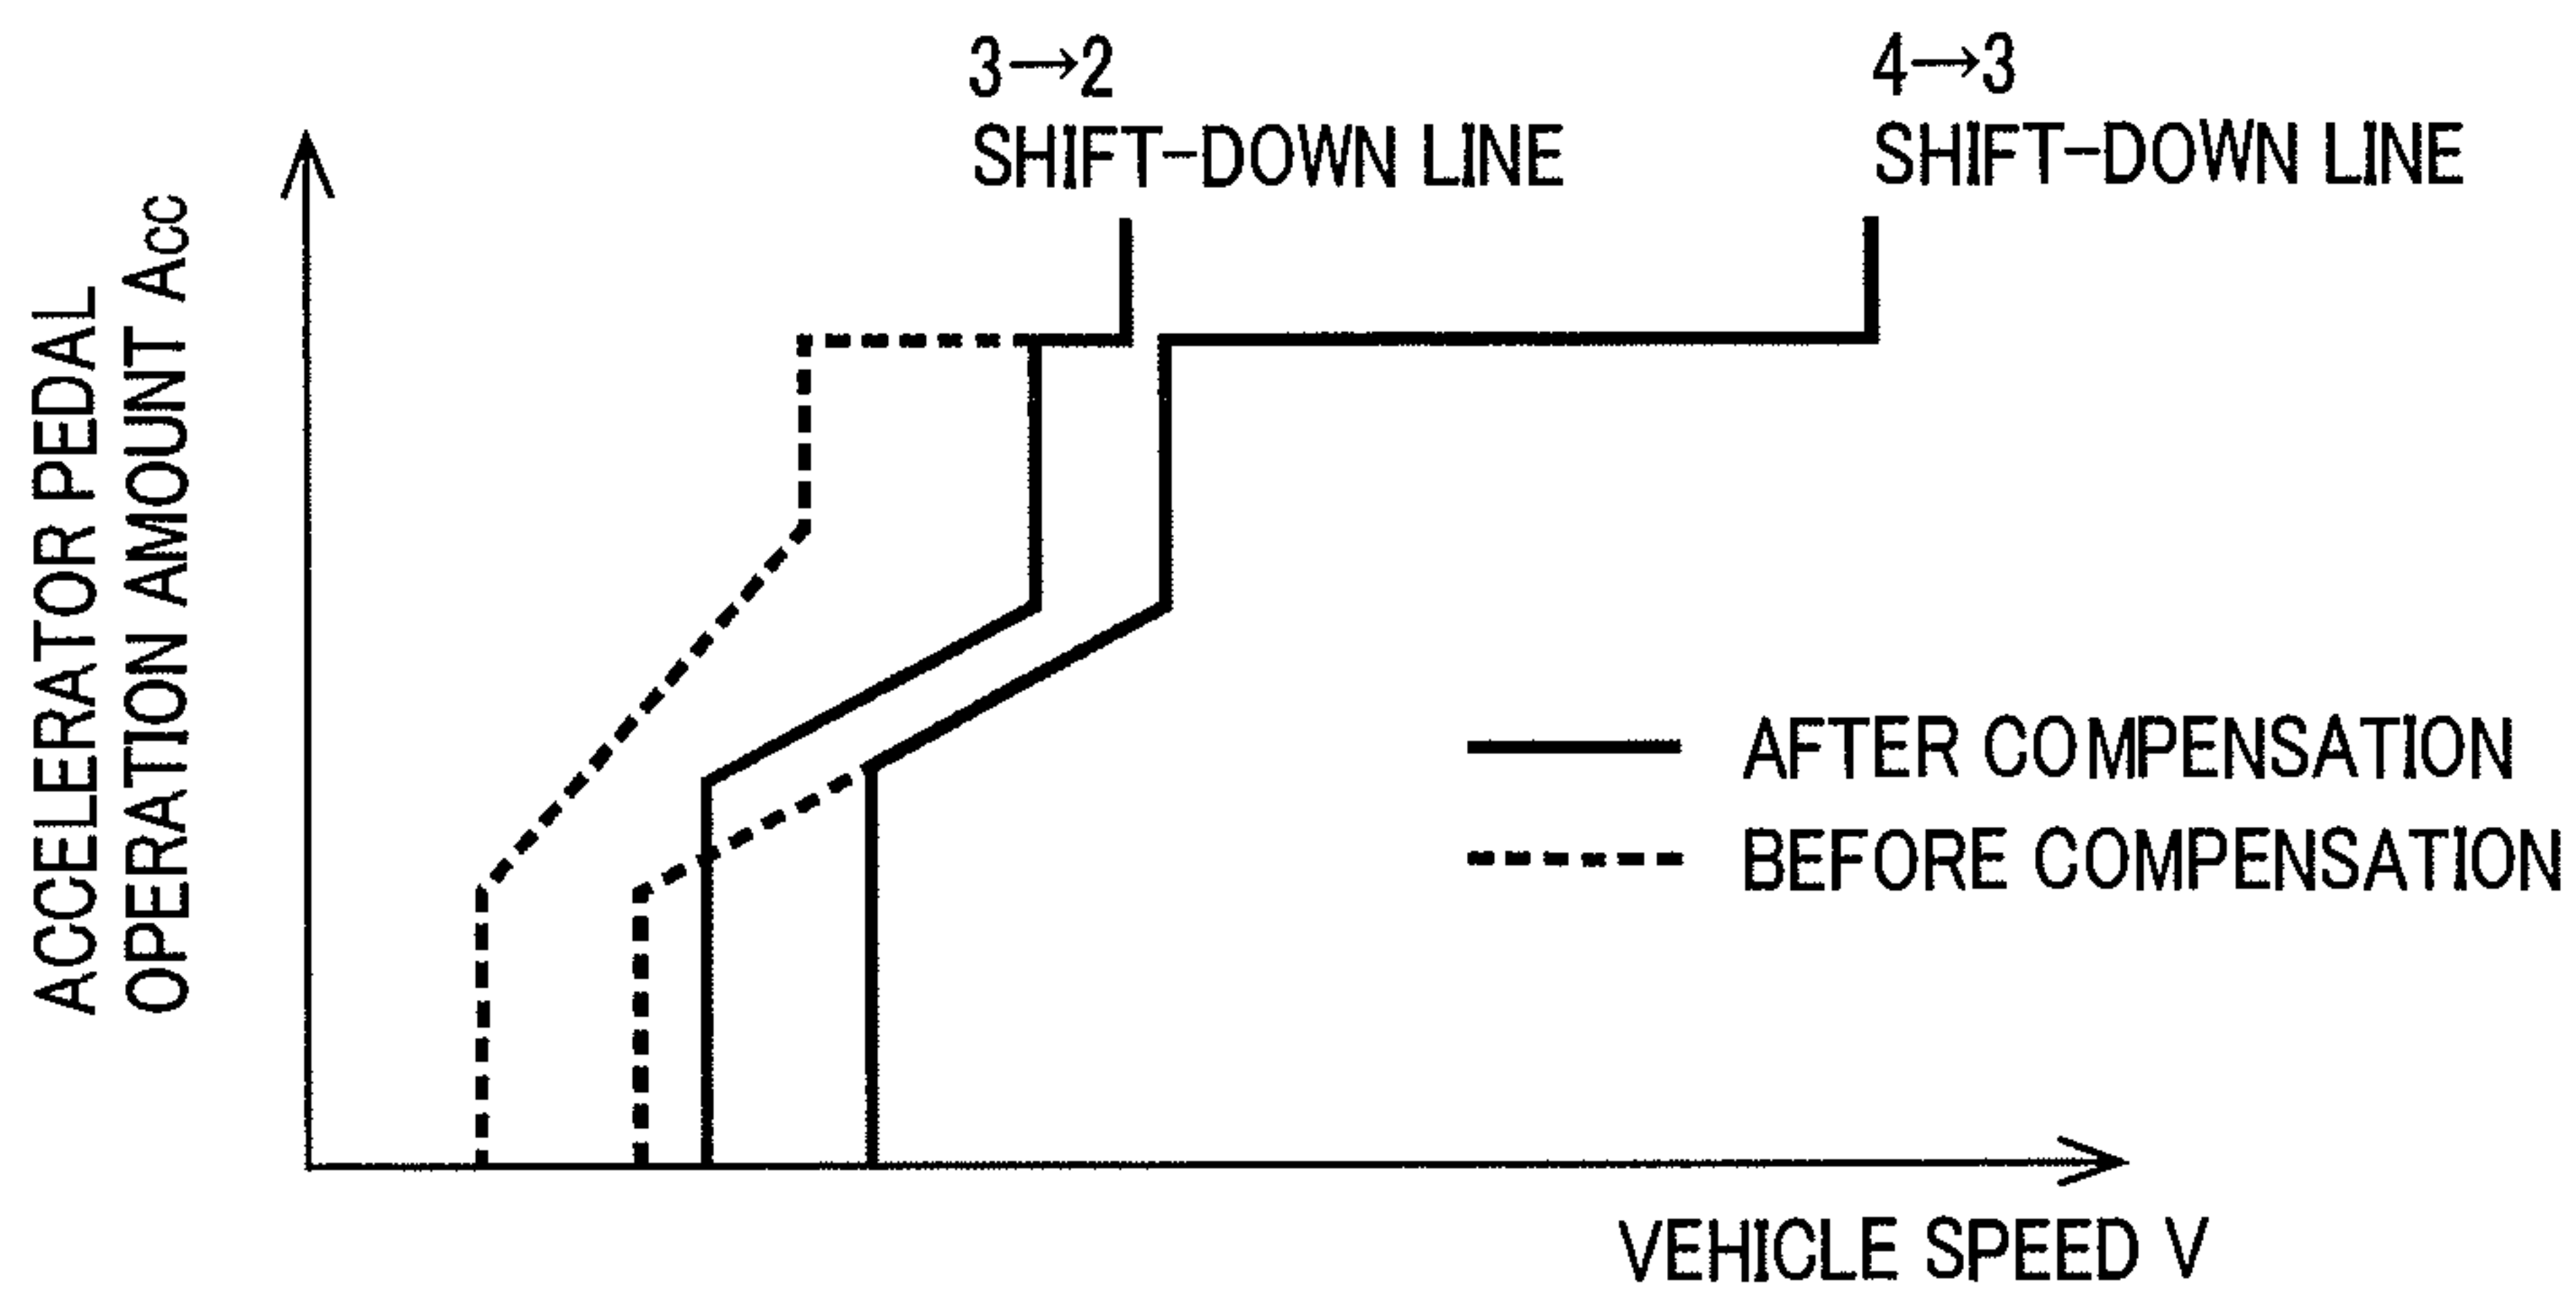 3→2
SHIFT-DOWN LINE
4→3
SHIFT-DOWN LINE
ACCELERATOR PEDAL
OPERATION AMOUNT Acc
AFTER COMPENSATION
BEFORE COMPENSATION
VEHICLE SPEED V